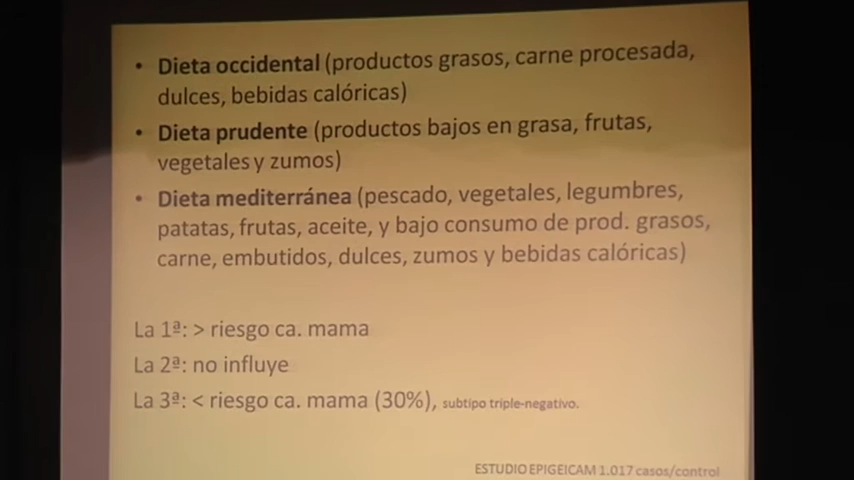 • Dieta occidental (productos grasos, carne procesada,
dulces, bebidas calóricas)
• Dieta prudente (productos bajos en grasa, frutas,
vegetales y zumos)
• Dieta mediterránea (pescado, vegetales, legumbres,
patatas, frutas, aceite, y bajo consumo de prod. grasos,
carne, embutidos, dulces, zumos y bebidas calóricas)
La 1ª: > riesgo ca. mama
La 2ª: no influye
La 3ª: < riesgo ca. mama (30%), subtipo triple-negativo.
ESTUDIO EPIGEICAM 1.017 casos/control